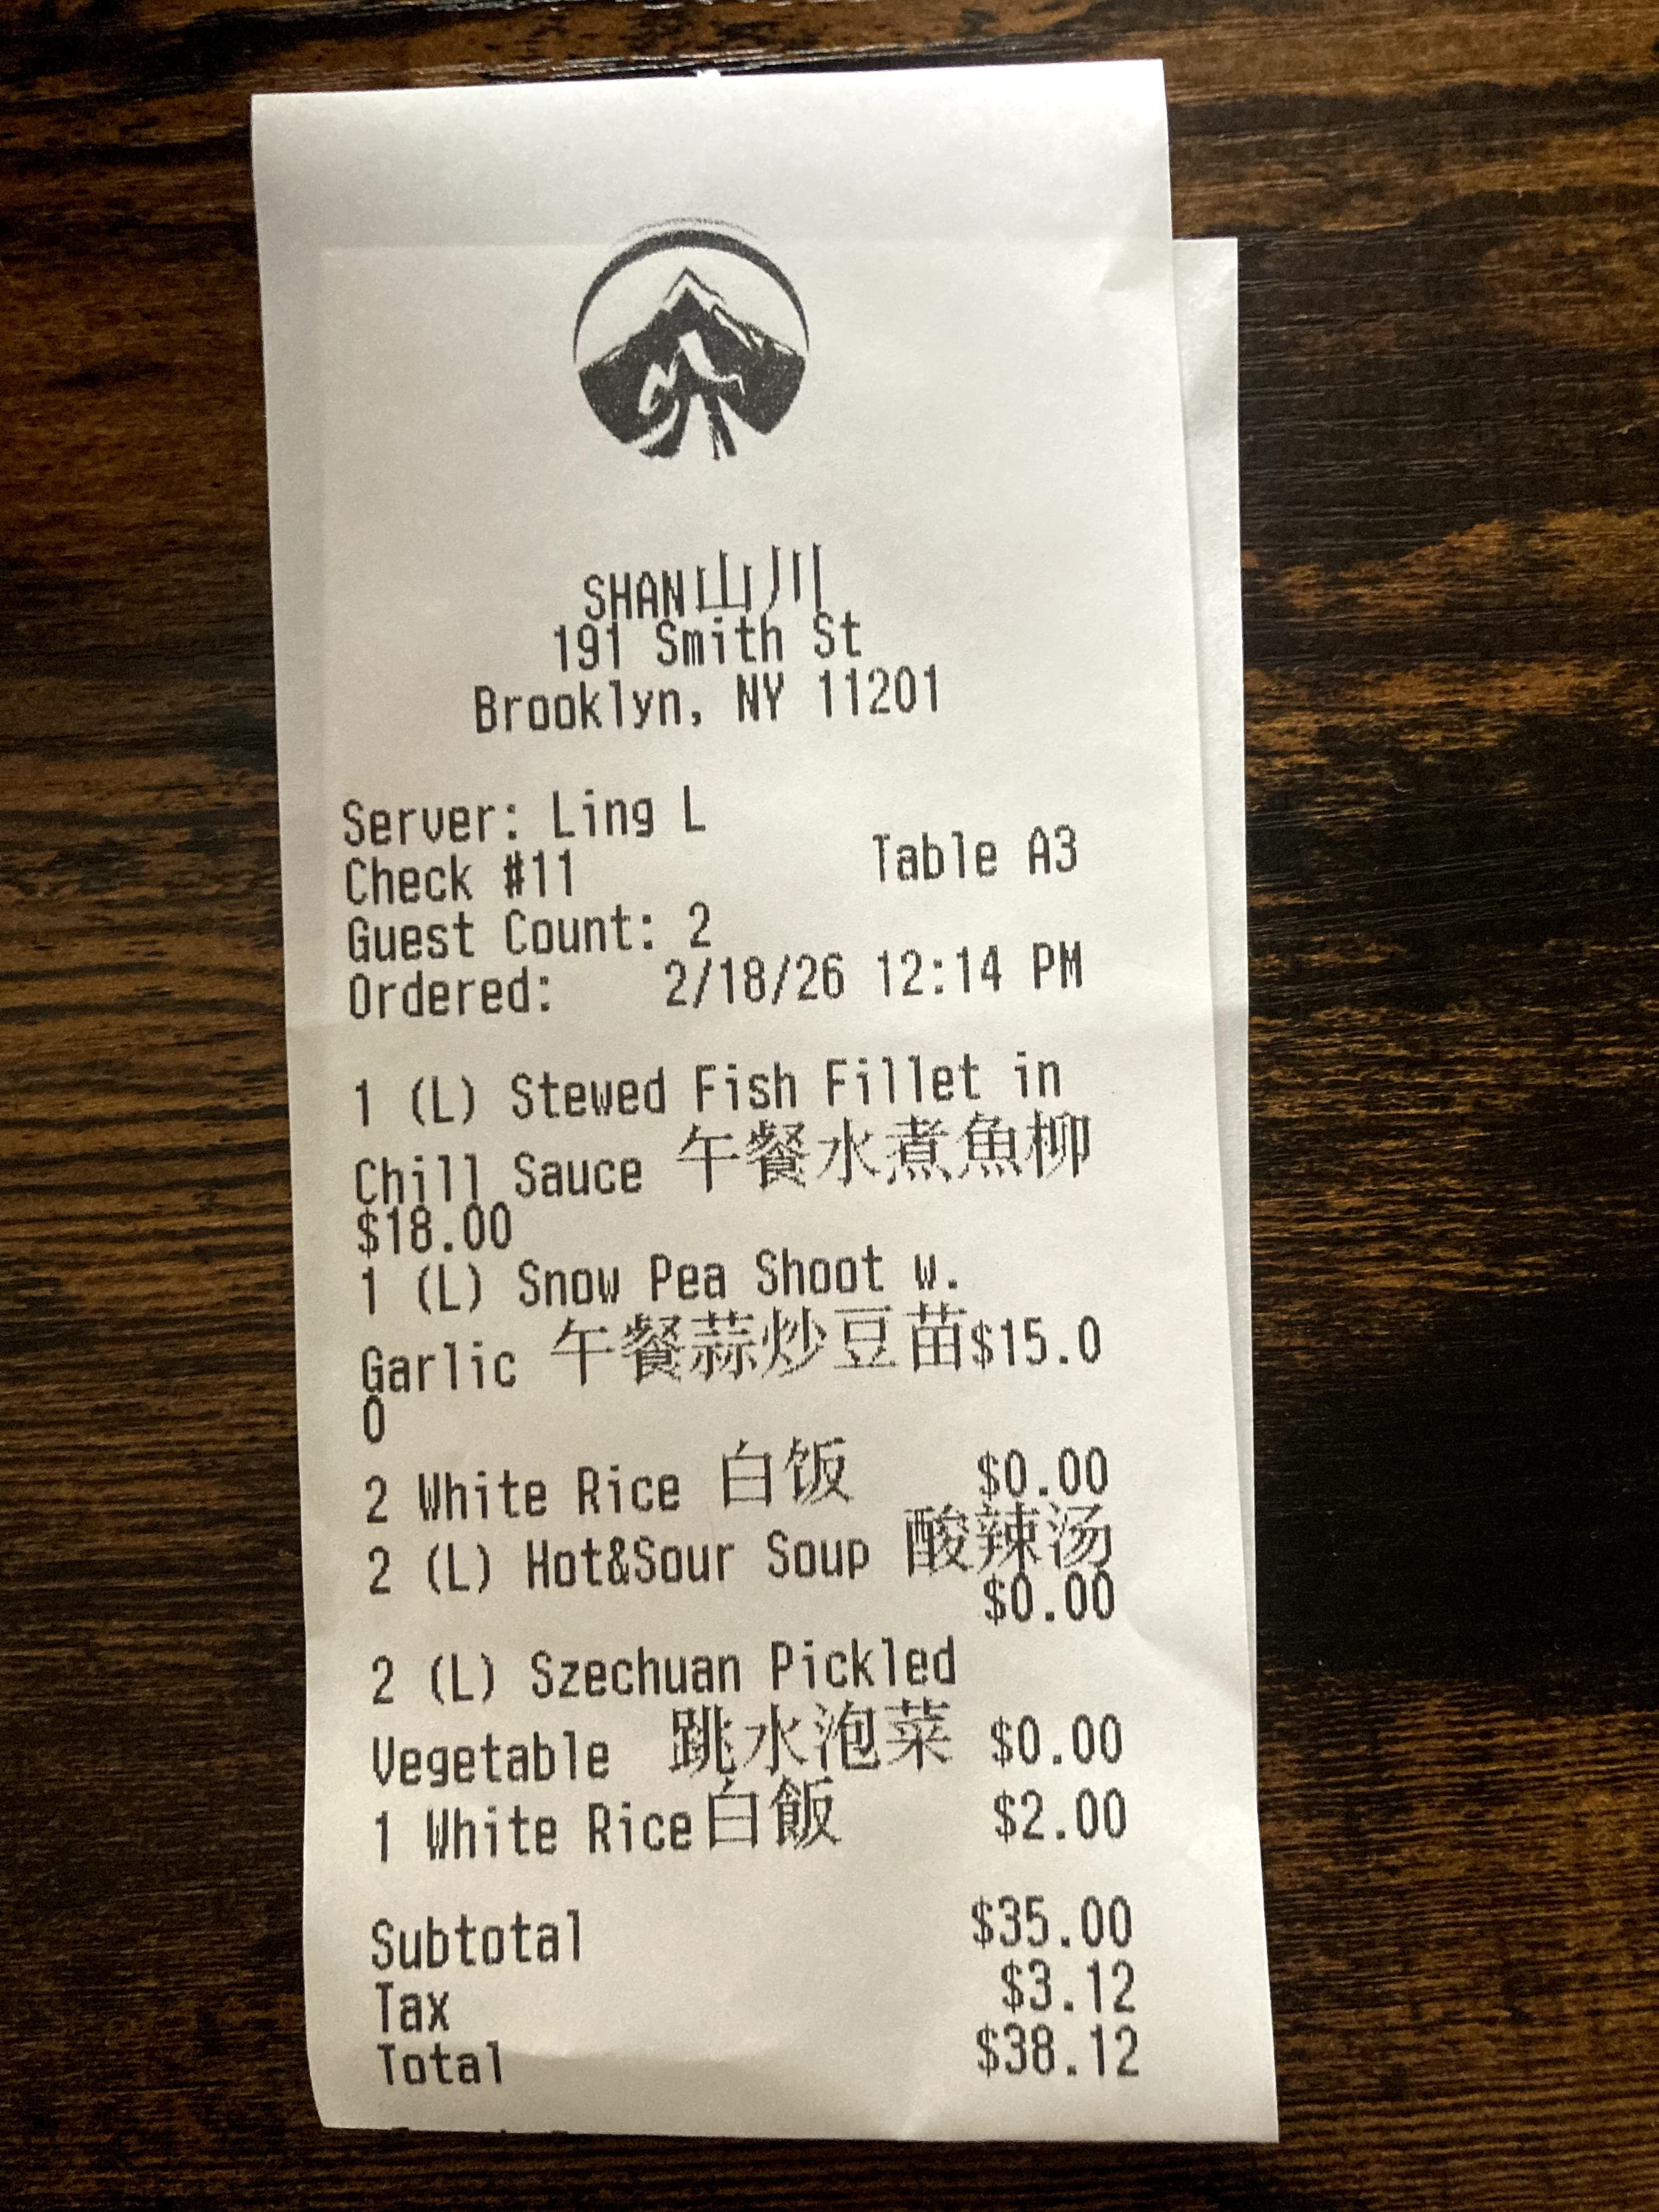 SHAN山川
191 Smith St
Brooklyn, NY 11201
Server: Ling L
Check #11 Table A3
Guest Count: 2
Ordered: 2/18/26 12:14 PM
1 (L) Stewed Fish Fillet in
Chill Sauce 午餐水煮魚柳
$18.00
1 (L) Snow Pea Shoot w.
Garlic 午餐蒜炒豆苗$15.0
0
2 White Rice 白饭 $0.00
2 (L) Hot&Sour Soup 酸辣汤
$0.00
2 (L) Szechuan Pickled
Vegetable 跳水泡菜 $0.00
1 White Rice白飯 $2.00
Subtotal $35.00
Tax $3.12
Total $38.12